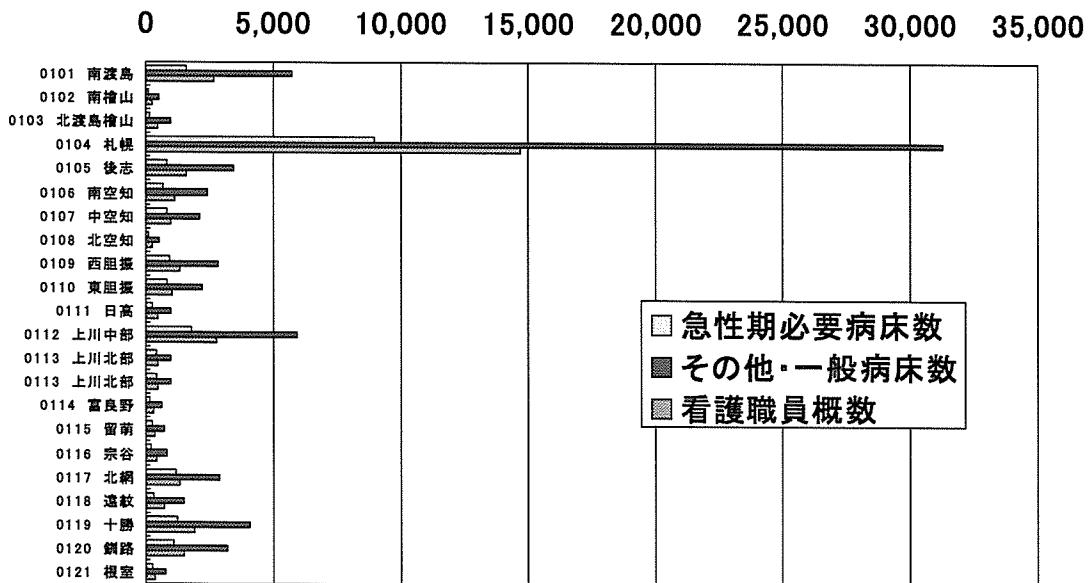 0 5,000 10,000 15,000 20,000 25,000 30,000 35,000
0101 南渡島
0102 南檜山
0103 北渡島檜山
0104 札幌
0105 後志
0106 南空知
0107 中空知
0108 北空知
0109 西胆振
0110 東胆振
0111 日高
0112 上川中部
0113 上川北部
0113 上川北部
0114 富良野
0115 留萌
0116 宗谷
0117 北網
0118 遠紋
0119 十勝
0120 釧路
0121 根室
急性期必要病床数
その他・一般病床数
看護職員概数